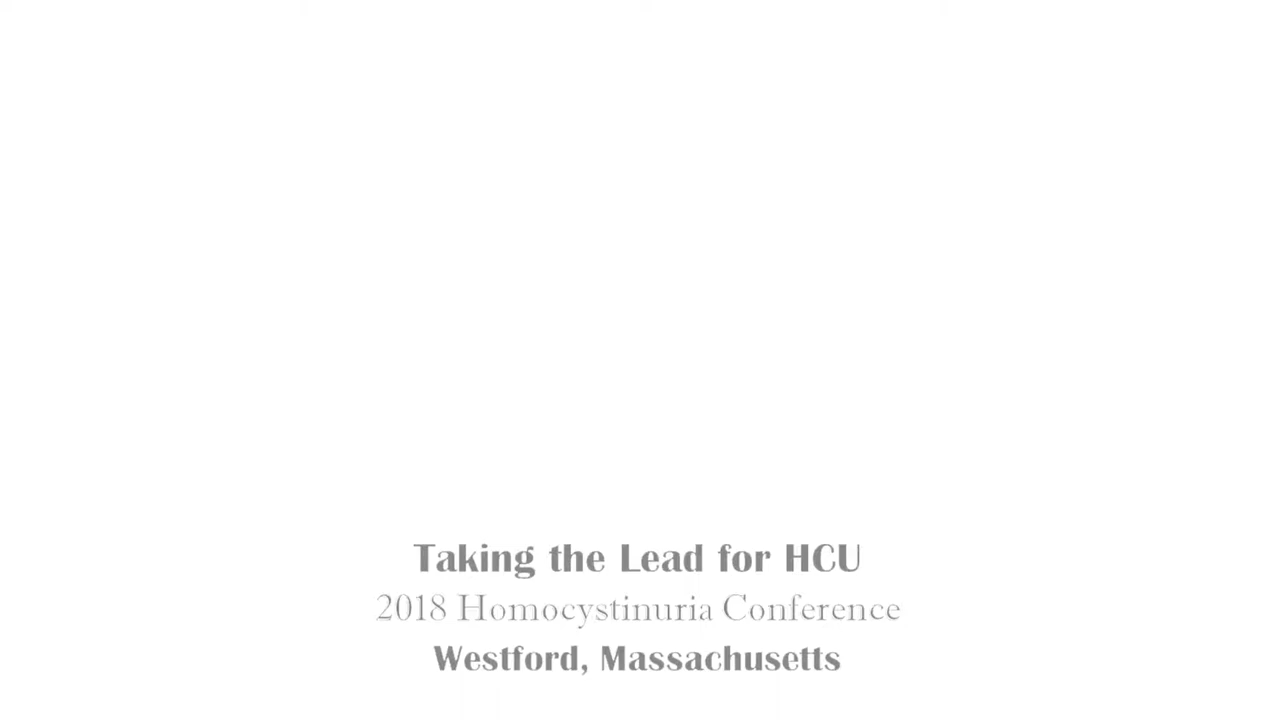 Taking the Lead for HCU
2018 Homocystinuria Conference
Westford, Massachusetts